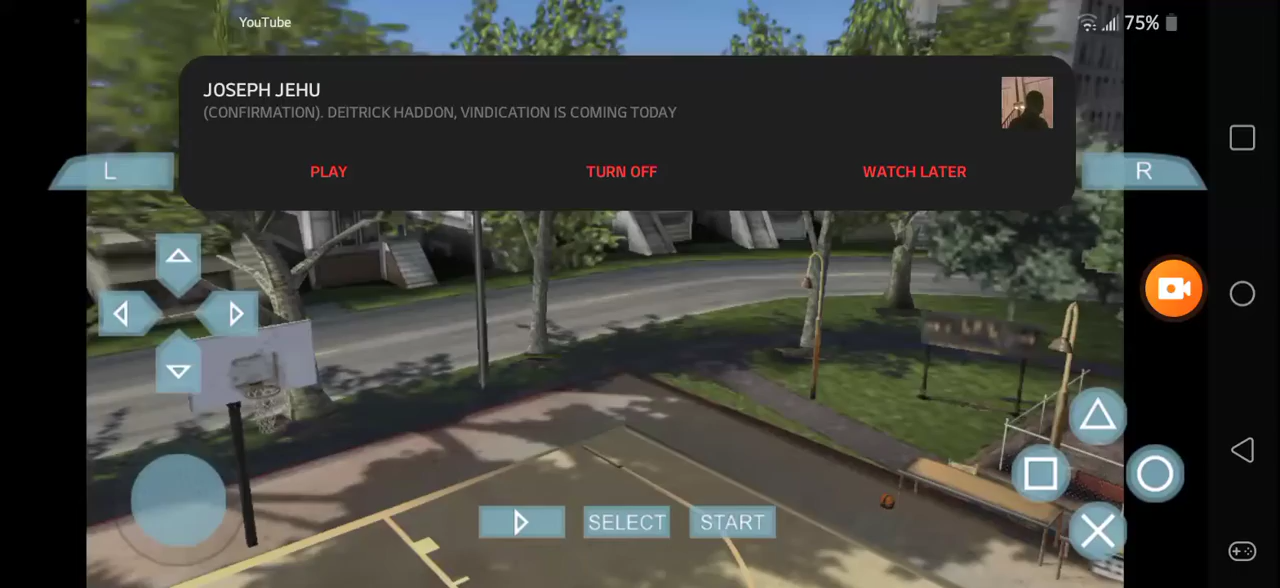 YouTube
75%
JOSEPH JEHU
(CONFIRMATION). DEITRICK HADDON, VINDICATION IS COMING TODAY
PLAY TURN OFF WATCH LATER
L R
SELECT START